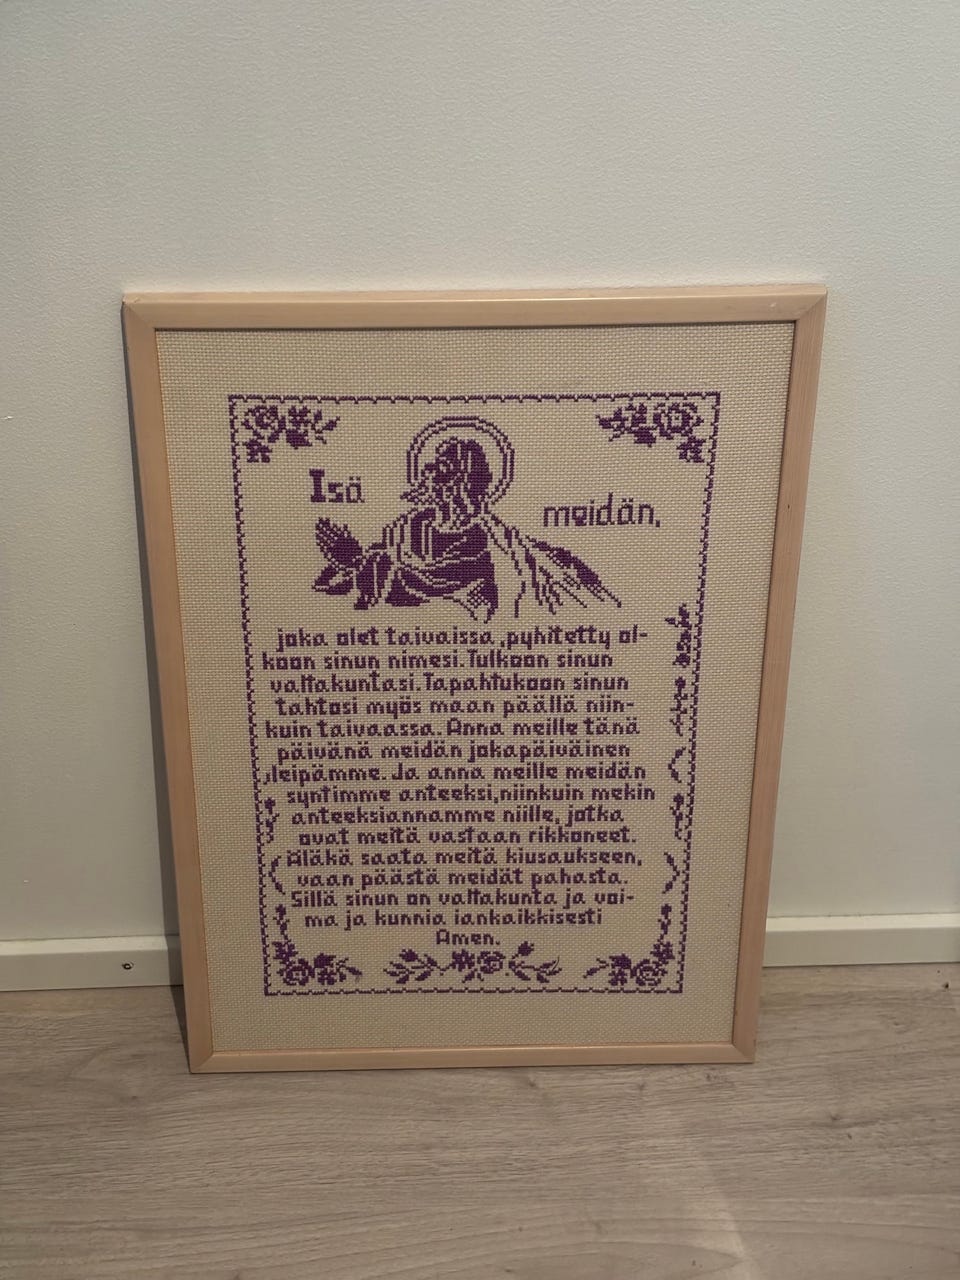 Isä
meidän,
joka olet taivaissa, pyhitetty ol-
koon sinun nimesi. Tulkoon sinun
valtakuntasi. Tapahtukoon sinun
tahtosi myös maan päällä niin-
kuin taivaassa. Anna meille tänä
päivänä meidän jokapäiväinen
leipämme. Ja anna meille meidän
syntimme anteeksi, niinkuin mekin
anteeksiannamme niille, jotka
ovat meitä vastaan rikkoneet.
Äläkä saata meitä kiusaukseen,
vaan päästä meidät pahasta.
Sillä sinun on valtakunta ja voi-
ma ja kunnia iankaikkisesti
Amen.